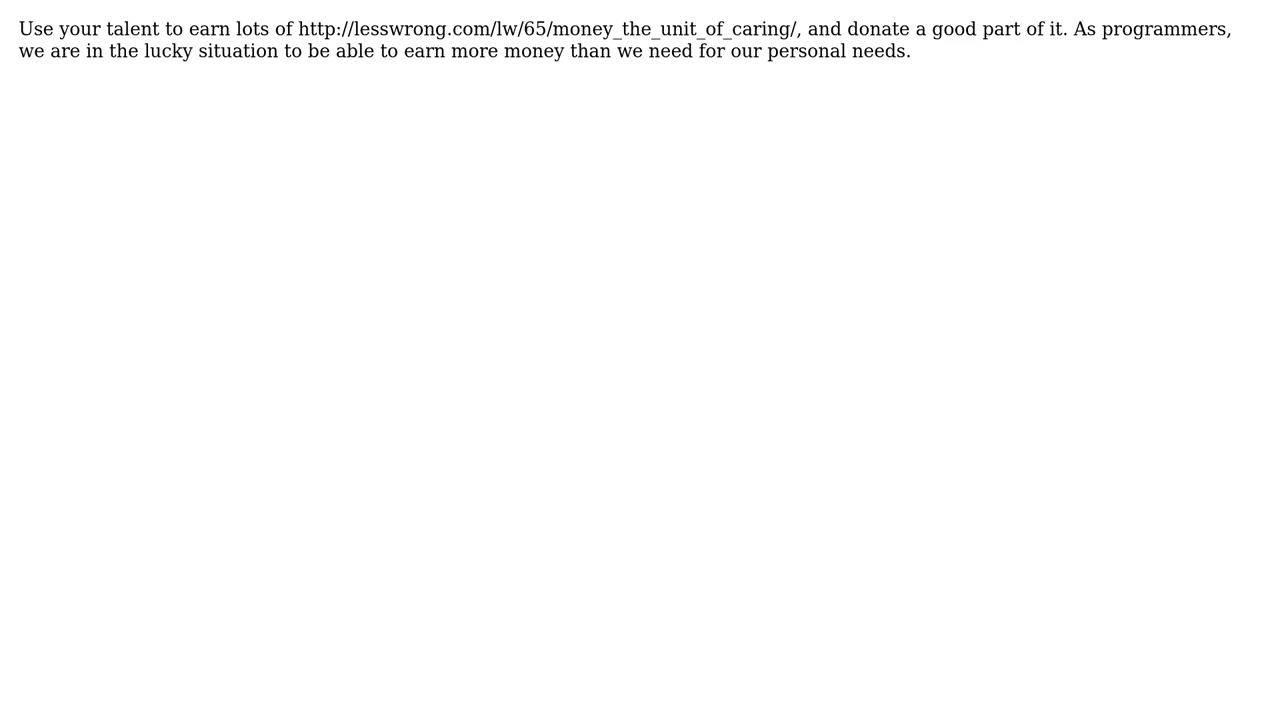 Use your talent to earn lots of http://lesswrong.com/lw/65/money_the_unit_of_caring/, and donate a good part of it. As programmers,
we are in the lucky situation to be able to earn more money than we need for our personal needs.